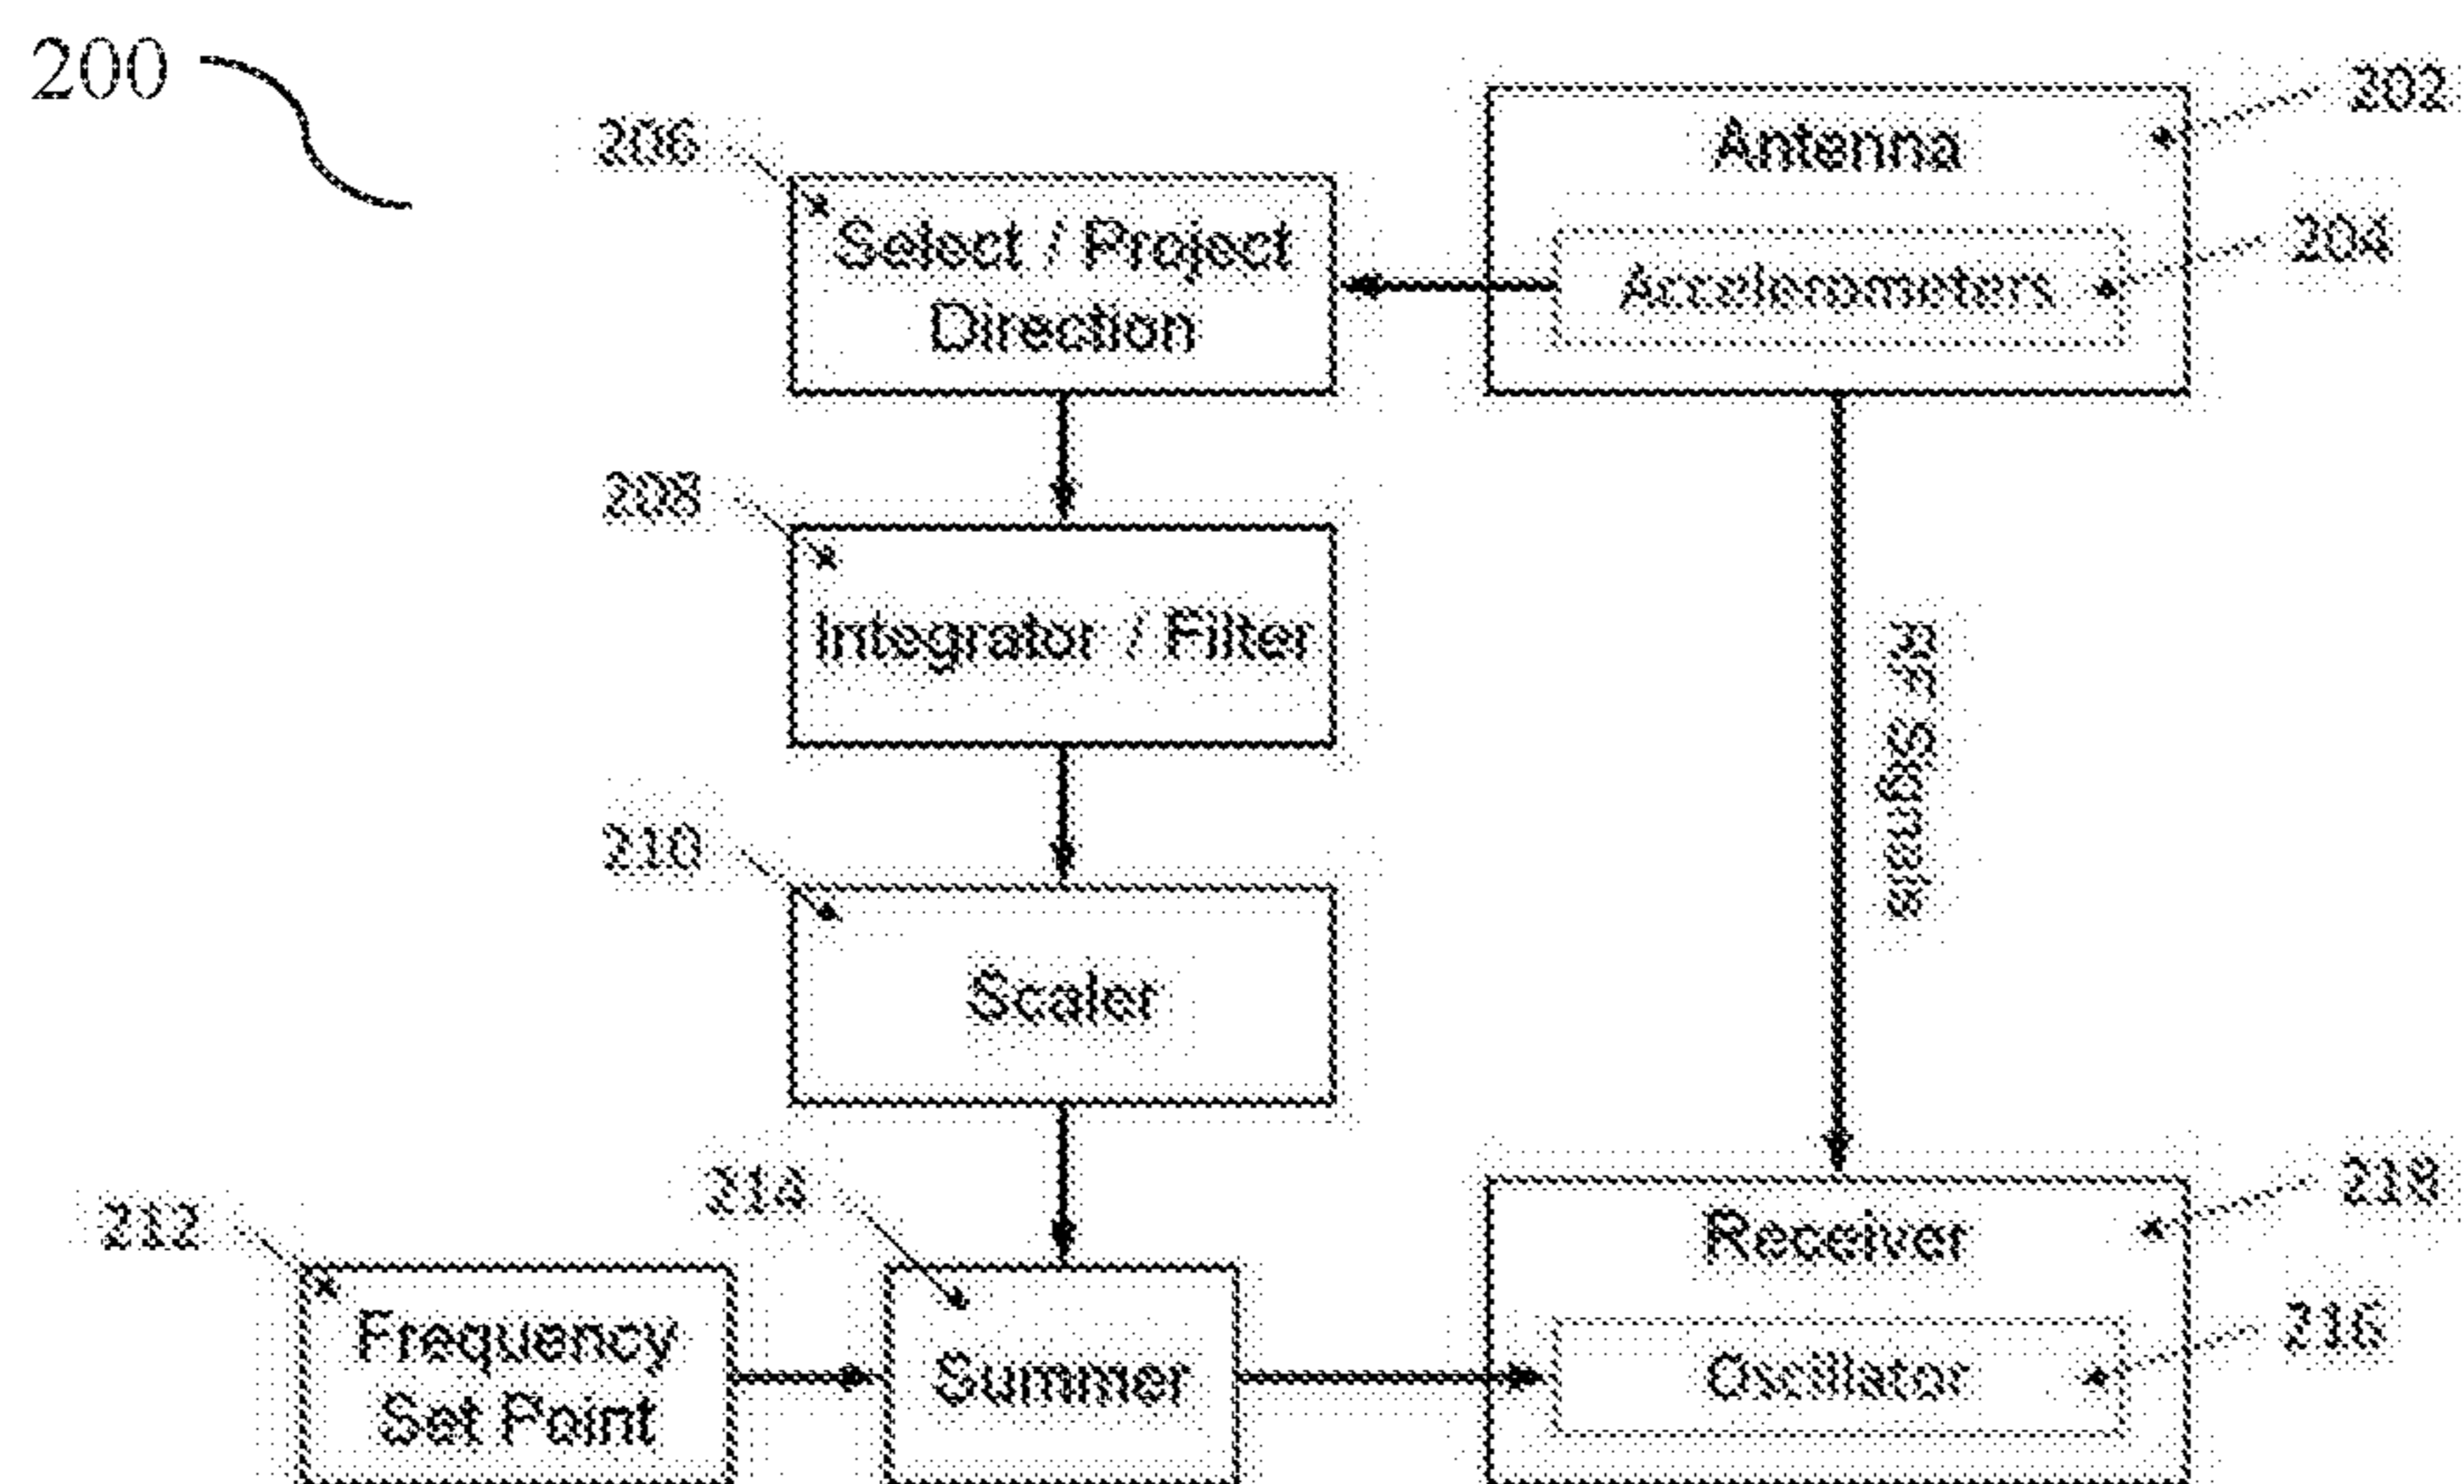 200
202
Antenna
206
Select / Project
Direction
204
Accelerometers
208
Integrator / Filter
RF Signals
210
Scaler
214
212
218
Receiver
Frequency
Set Point
Summer
216
Oscillator